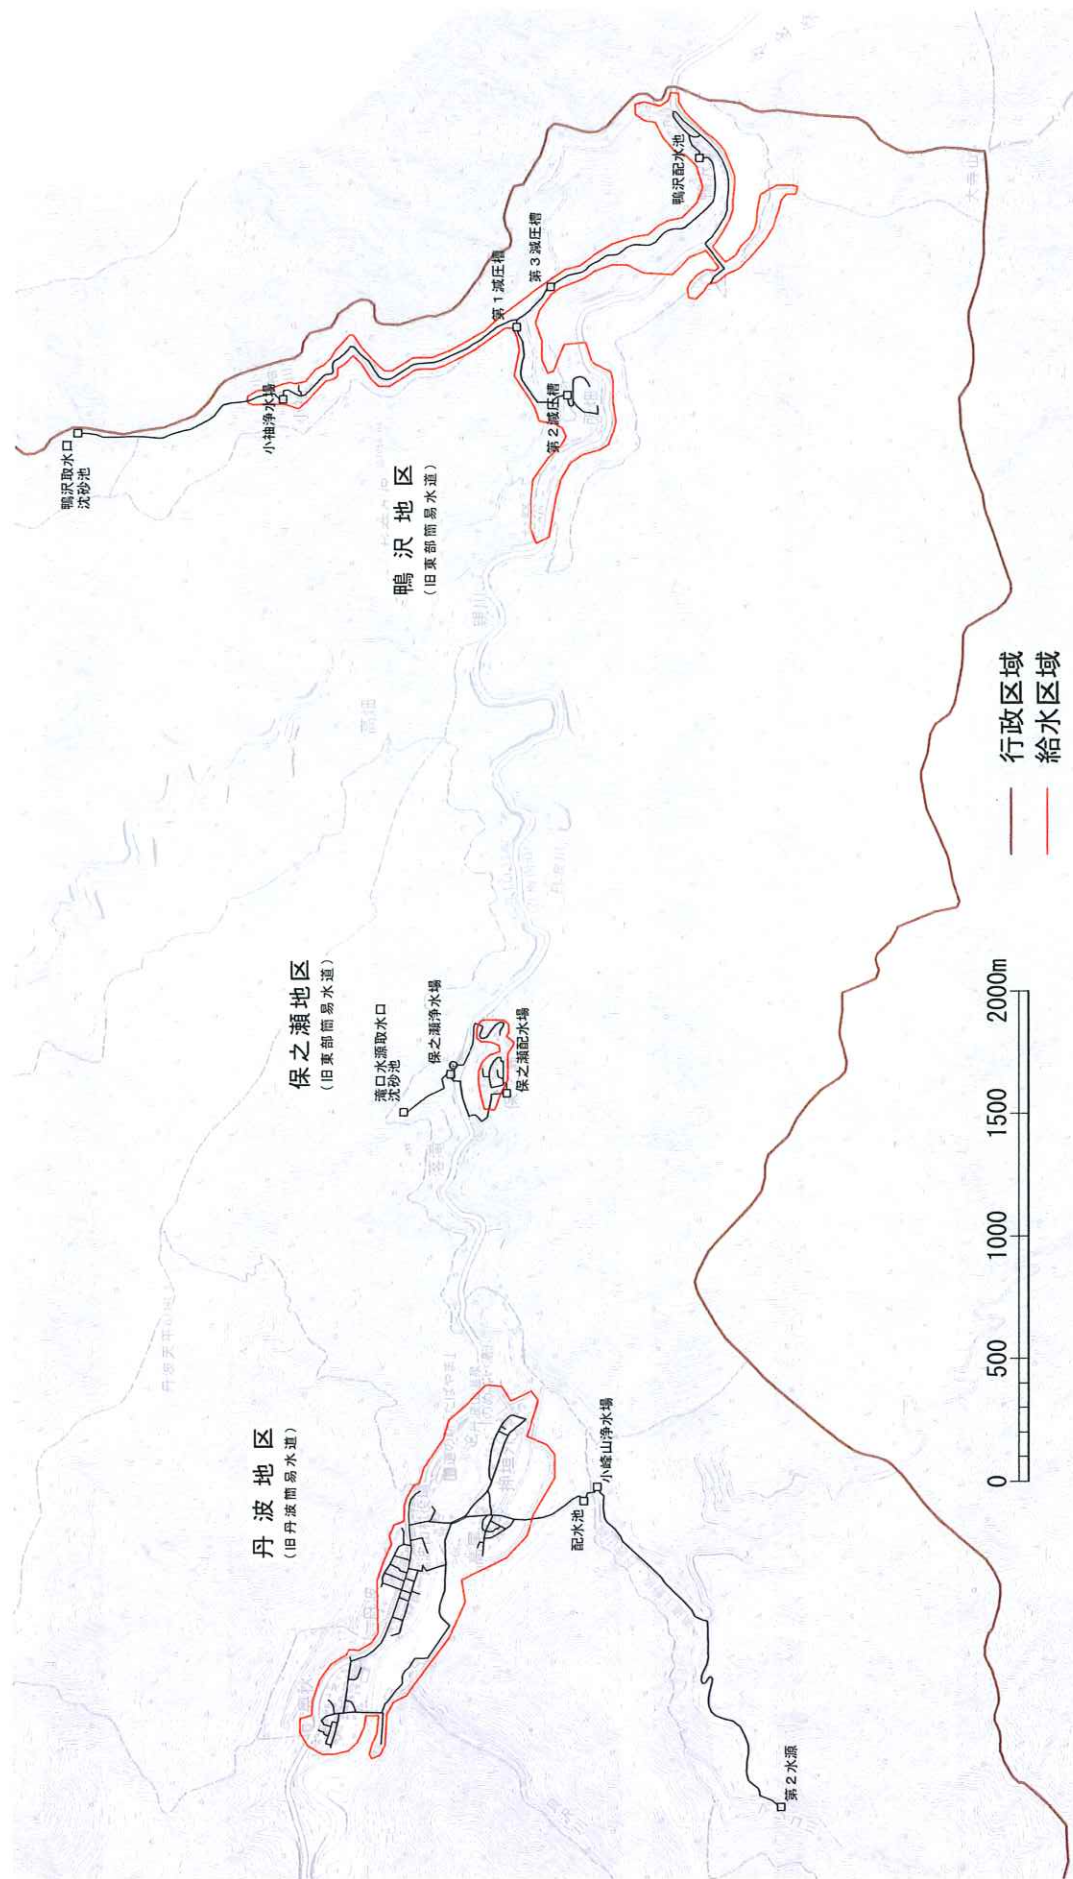 丹波地区
(旧丹波簡易水道)
保之瀬地区
(旧東部簡易水道)
鴨沢地区
(旧東部簡易水道)
鴨沢取水口
沈砂池
小袖浄水場
第1減圧槽
第3減圧槽
第2減圧槽
鴨沢配水池
滝口水源取水口
沈砂池
保之瀬浄水場
保之瀬配水場
配水池
小峰山浄水場
第2水源
高畑
大寺山
0 500 1000 1500 2000m
行政区域
給水区域